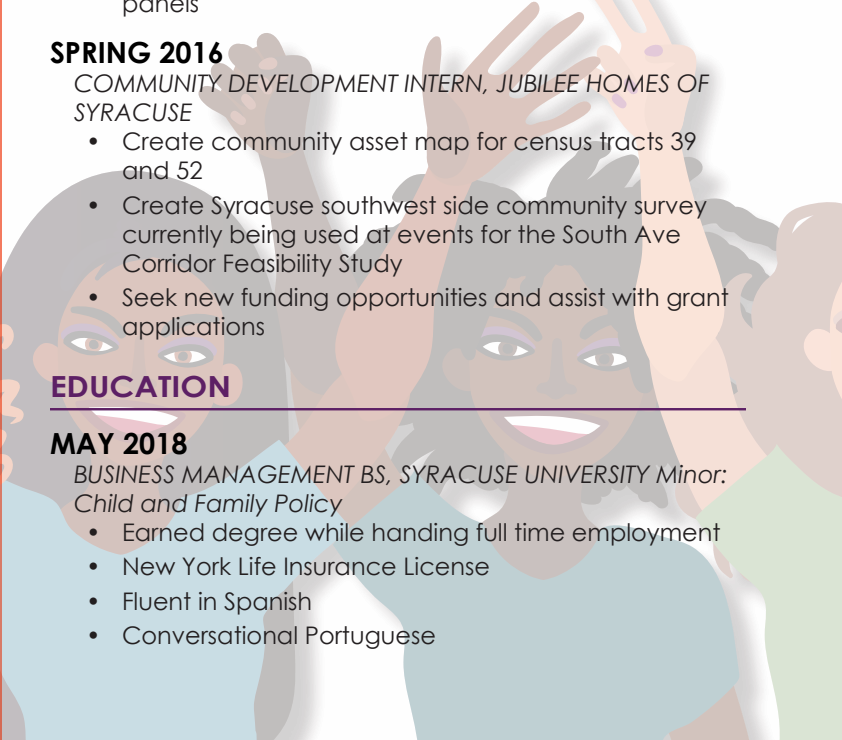 panels
SPRING 2016
COMMUNITY DEVELOPMENT INTERN, JUBILEE HOMES OF
SYRACUSE
• Create community asset map for census tracts 39
and 52
• Create Syracuse southwest side community survey
currently being used at events for the South Ave
Corridor Feasibility Study
• Seek new funding opportunities and assist with grant
applications
EDUCATION
MAY 2018
BUSINESS MANAGEMENT BS, SYRACUSE UNIVERSITY Minor:
Child and Family Policy
• Earned degree while handing full time employment
• New York Life Insurance License
• Fluent in Spanish
• Conversational Portuguese